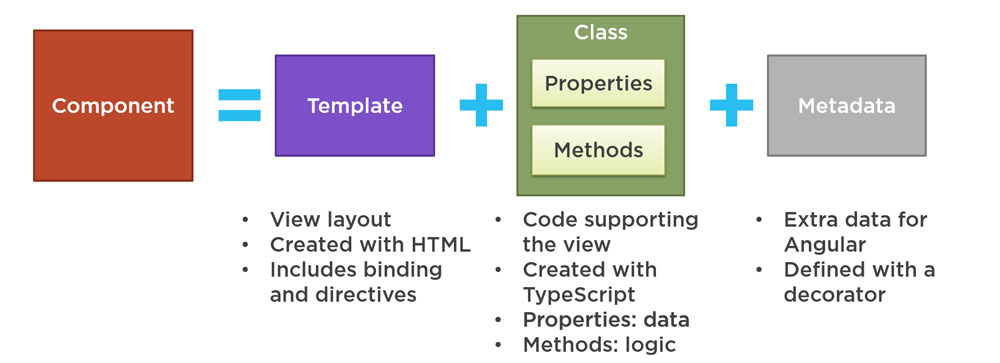 Component
=
Template
+
Class
Properties
Methods
+
Metadata
• View layout
• Created with HTML
• Includes binding
and directives
• Code supporting
the view
• Created with
TypeScript
• Properties: data
• Methods: logic
• Extra data for
Angular
• Defined with a
decorator